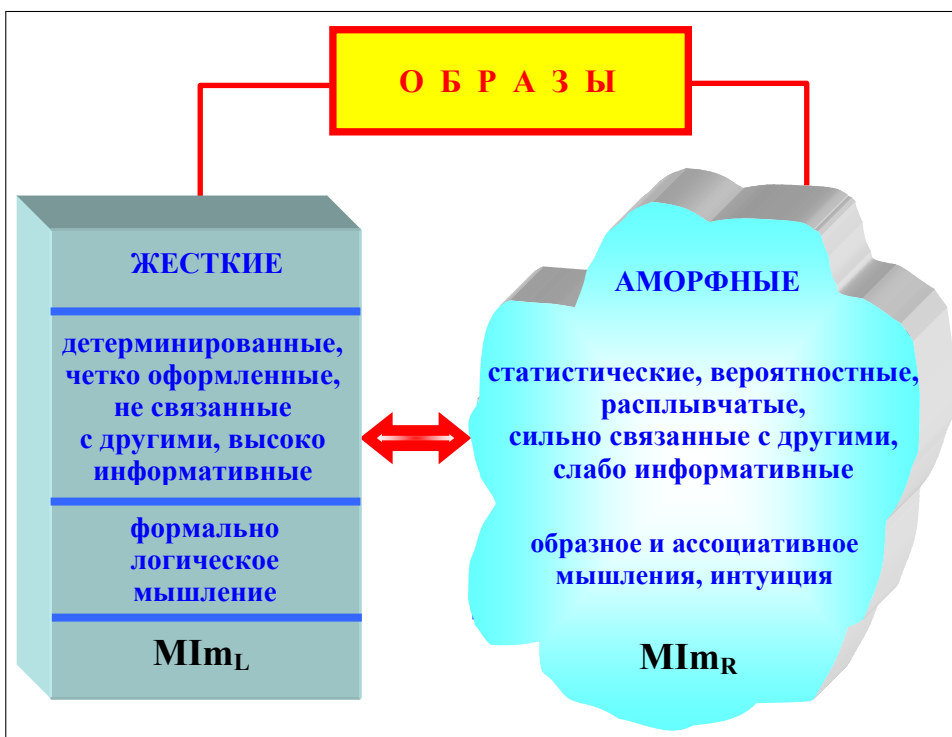 О Б Р А З Ы
ЖЕСТКИЕ
детерминированные,
четко оформленные,
не связанные
с другими, высоко
информативные
формально
логическое
мышление
MImL
АМОРФНЫЕ
статистические, вероятностные,
расплывчатые,
сильно связанные с другими,
слабо информативные
образное и ассоциативное
мышления, интуиция
MImR